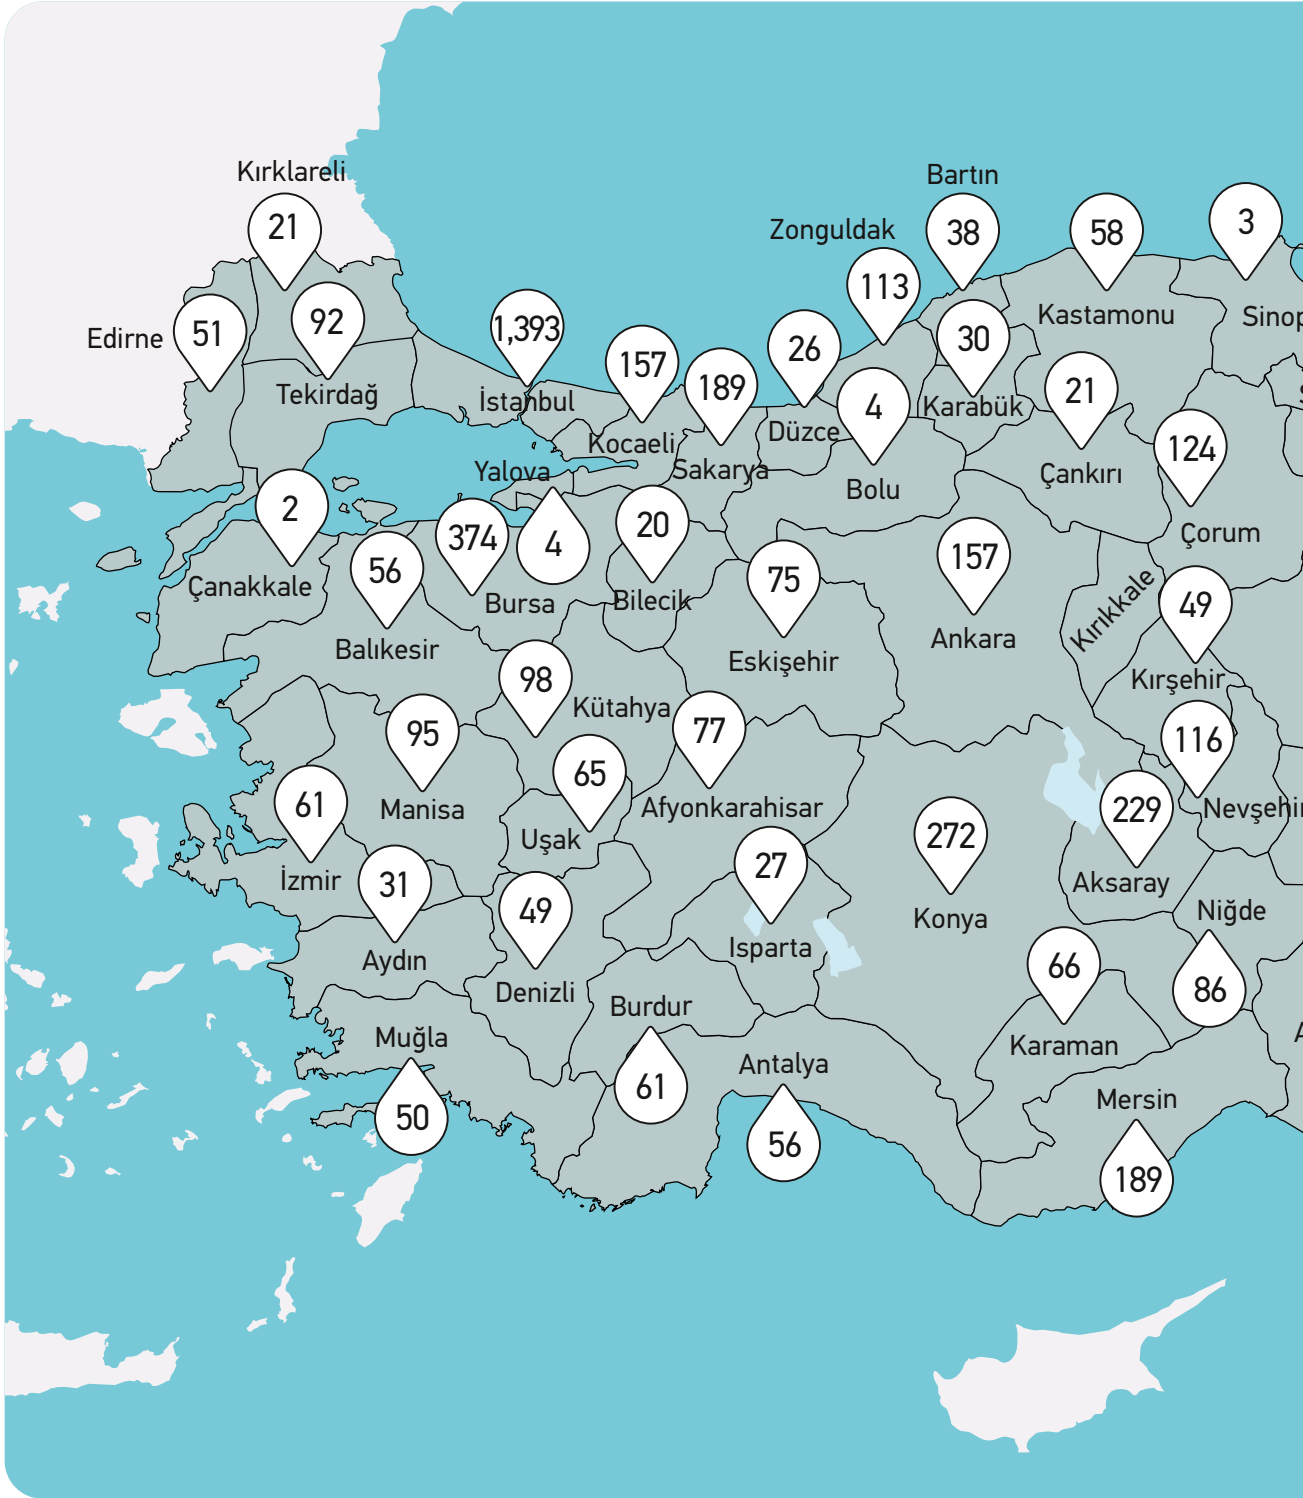 Kırklareli
21
Bartın
38
58
3
Zonguldak
113
Edirne
51
92
1,393
157
189
26
30
Kastamonu
Sinop
Tekirdağ
İstanbul
Kocaeli
Sakarya
Düzce
4
Karabük
21
124
Yalova
Bolu
Çankırı
Çorum
2
374
4
20
157
56
75
Kırıkkale
49
Çanakkale
Bursa
Bilecik
Ankara
Balıkesir
Eskişehir
Kırşehir
98
Kütahya
95
77
116
65
61
Manisa
Afyonkarahisar
229
Nevşehir
Uşak
272
27
İzmir
31
49
Aksaray
Konya
Niğde
Isparta
Aydın
66
86
Denizli
Burdur
Muğla
Karaman
Antalya
61
Mersin
50
56
189